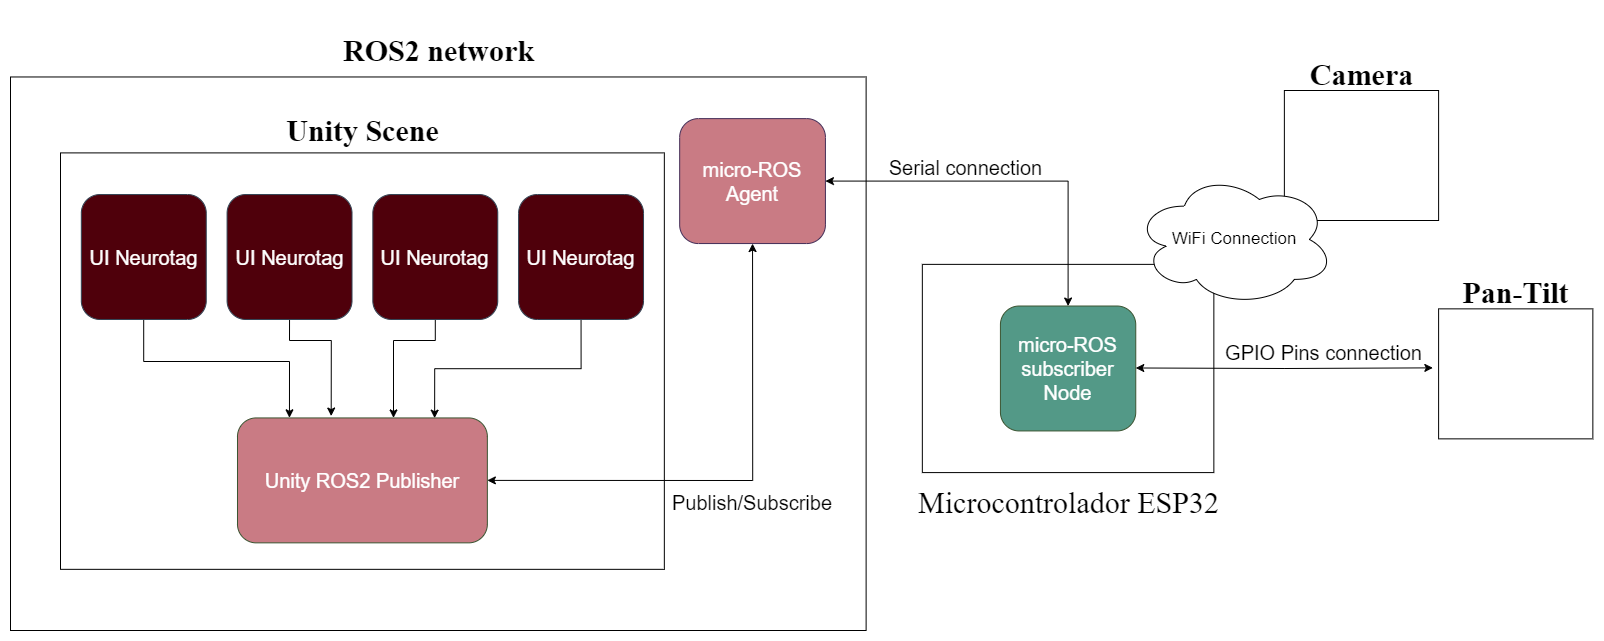 ROS2 network
Camera
Unity Scene
micro-ROS
Agent
Serial connection
WiFi Connection
UI Neurotag
UI Neurotag
UI Neurotag
UI Neurotag
Pan-Tilt
micro-ROS
subscriber
Node
GPIO Pins connection
Unity ROS2 Publisher
Publish/Subscribe
Microcontrolador ESP32